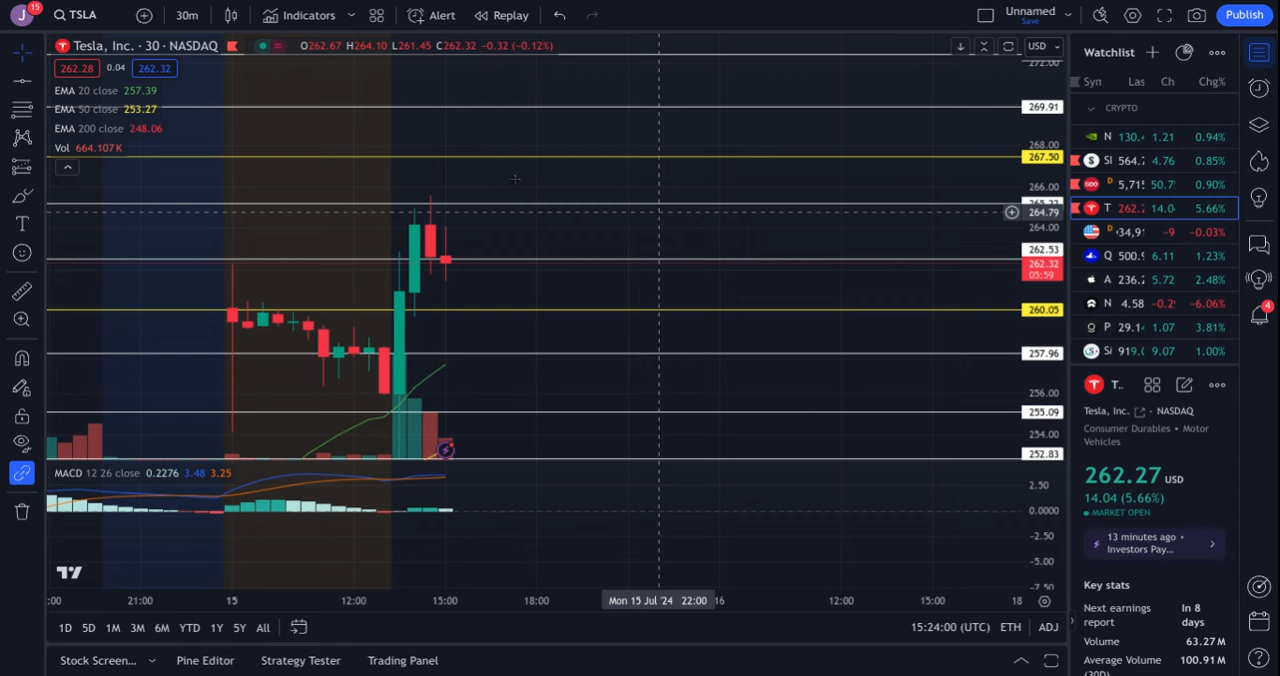 J 15 TSLA 30m Indicators Alert Replay Unnamed Save Publish
Tesla, Inc. · 30 · NASDAQ O262.67 H264.10 L261.45 C262.32 -0.32 (-0.12%) USD
262.28 0.04 262.32
EMA 20 close 257.39
EMA 50 close 253.27
EMA 200 close 248.06
Vol 664.107K
272.00
269.91
268.00
267.50
266.00
264.79
264.00
262.53
262.32
05:59
260.05
257.96
256.00
255.09
254.00
252.83
MACD 12 26 close 0.2276 3.48 3.25
2.50
0.0000
-2.50
-5.00
-7.50
:00 21:00 15 12:00 15:00 18:00 Mon 15 Jul '24 22:00 16 12:00 15:00 18
1D 5D 1M 3M 6M YTD 1Y 5Y All 15:24:00 (UTC) ETH ADJ
Stock Screen... Pine Editor Strategy Tester Trading Panel
Watchlist
Syn Las Ch Chg%
CRYPTO
N 130. 1.21 0.94%
SI 564. 4.76 0.85%
500 D 5,71 50.7 0.90%
T 262. 14.0 5.66%
D 34,9 -9 -0.03%
Q 500. 6.11 1.23%
A 236. 5.72 2.48%
N 4.58 -0.2 -6.06%
P 29.1 1.07 3.81%
Si 919. 9.07 1.00%
4
T..
Tesla, Inc. · NASDAQ
Consumer Durables • Motor
Vehicles
262.27 USD
14.04 (5.66%)
MARKET OPEN
13 minutes ago •
Investors Pay...
Key stats
Next earnings
report
In 8
days
Volume 63.27M
Average Volume 100.91M
(30D)